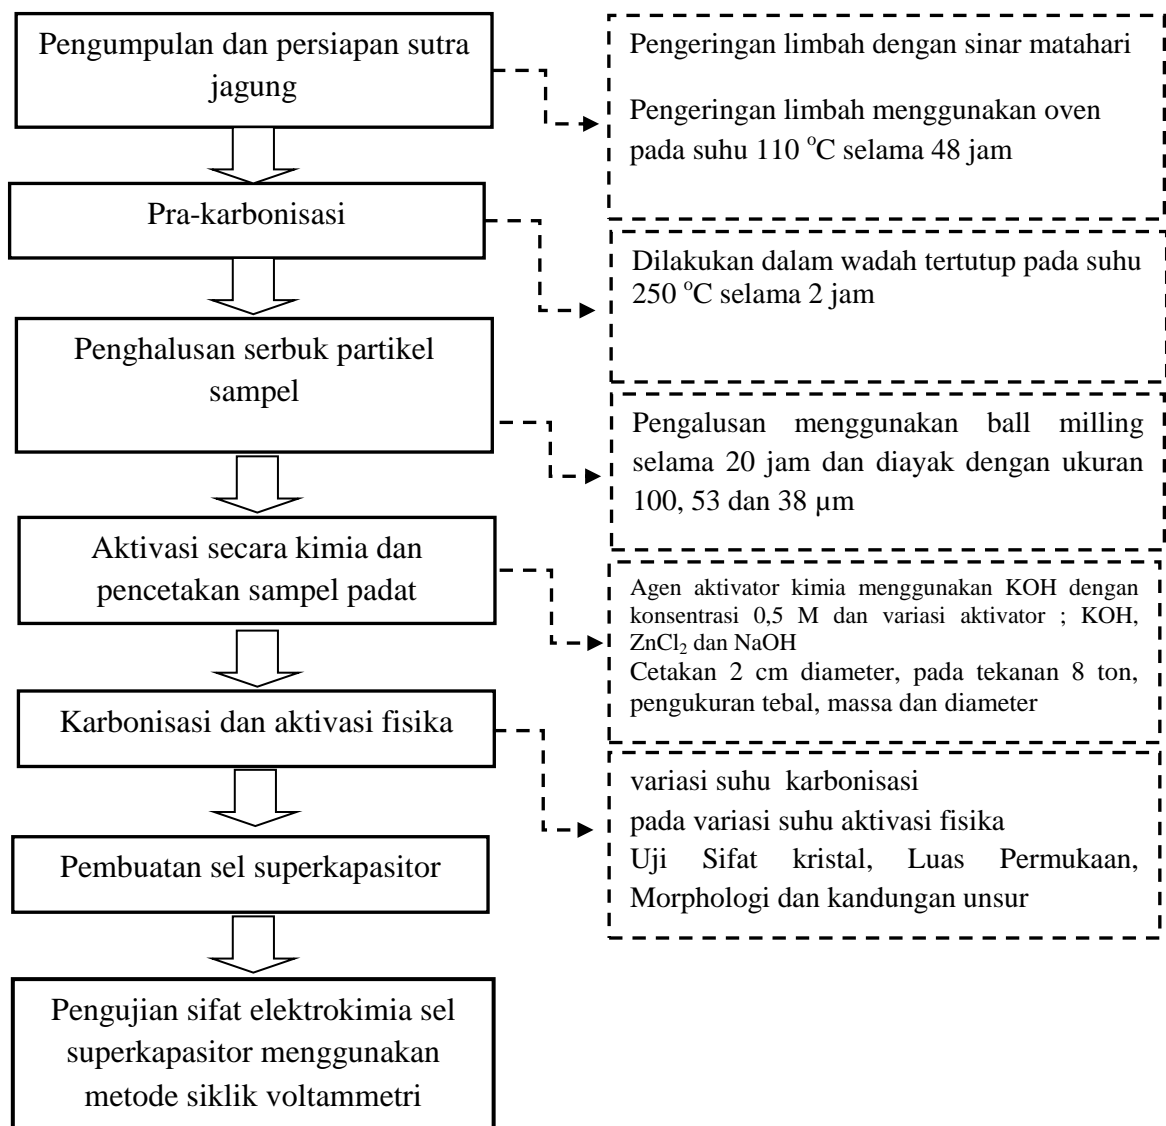 Pengumpulan dan persiapan sutra
jagung
Pengeringan limbah dengan sinar matahari
Pengeringan limbah menggunakan oven
pada suhu 110 °C selama 48 jam
Pra-karbonisasi
Dilakukan dalam wadah tertutup pada suhu
250 °C selama 2 jam
Penghalusan serbuk partikel
sampel
Pengalusan menggunakan ball milling
selama 20 jam dan diayak dengan ukuran
100, 53 dan 38 µm
Aktivasi secara kimia dan
pencetakan sampel padat
Agen aktivator kimia menggunakan KOH dengan
konsentrasi 0,5 M dan variasi aktivator ; KOH,
ZnCl₂ dan NaOH
Cetakan 2 cm diameter, pada tekanan 8 ton,
pengukuran tebal, massa dan diameter
Karbonisasi dan aktivasi fisika
variasi suhu karbonisasi
pada variasi suhu aktivasi fisika
Uji Sifat kristal, Luas Permukaan,
Morphologi dan kandungan unsur
Pembuatan sel superkapasitor
Pengujian sifat elektrokimia sel
superkapasitor menggunakan
metode siklik voltammetri